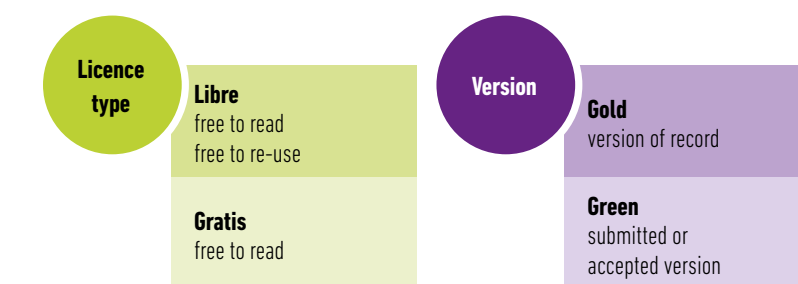 Licence
type
Libre
free to read
free to re-use
Gratis
free to read
Version
Gold
version of record
Green
submitted or
accepted version